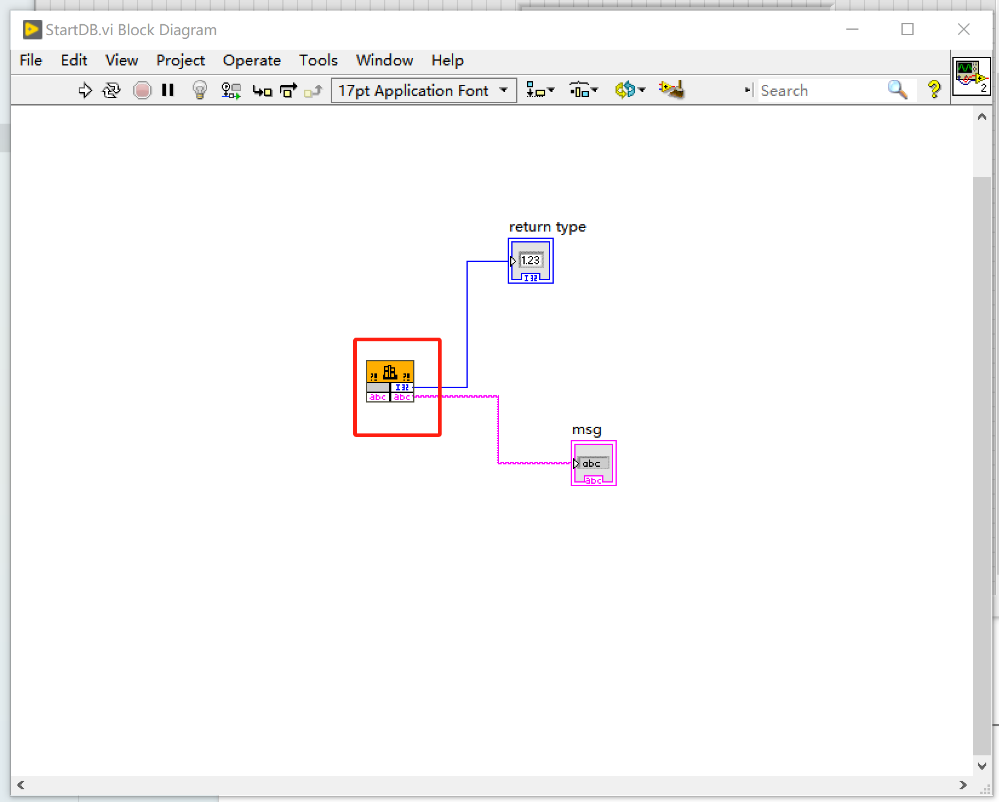 StartDB.vi Block Diagram
File Edit View Project Operate Tools Window Help
17pt Application Font
Search
2
return type
1.23
I32
?! ?!
I32
abc abc
msg
abc
abc